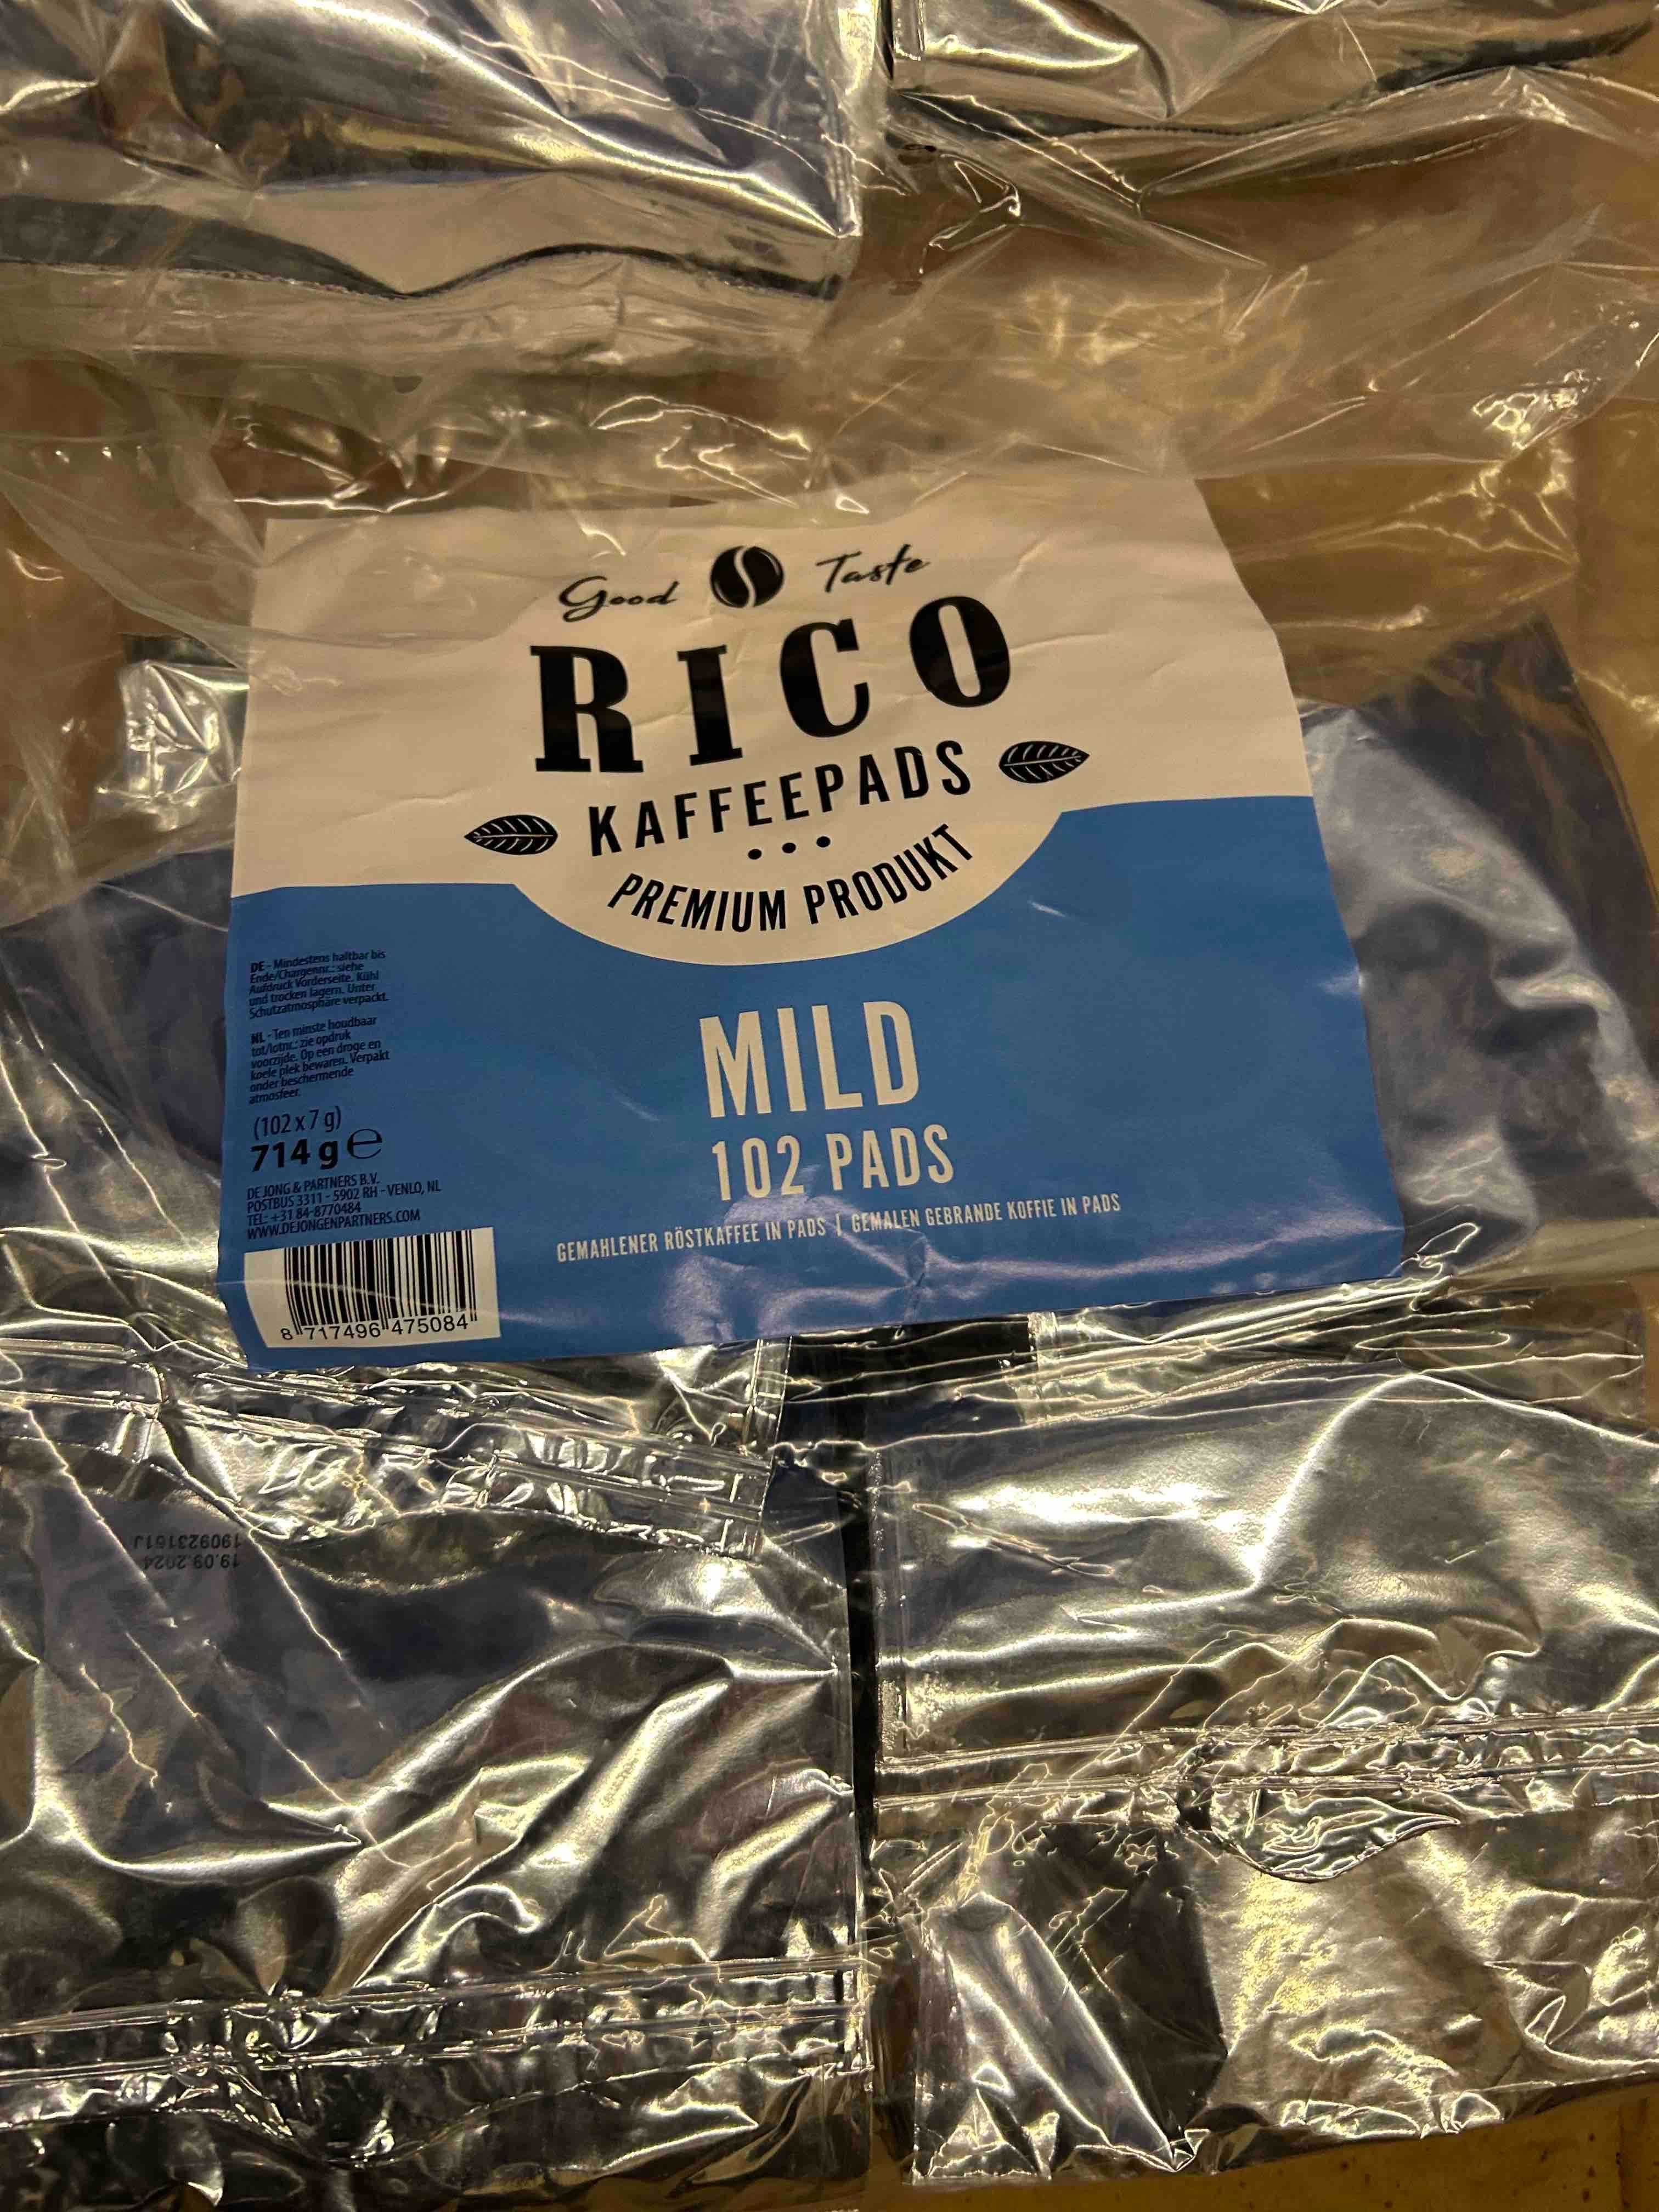 Good Taste
RICO
KAFFEEPADS
PREMIUM PRODUKT
DE - Mindestens haltbar bis
Ende/Chargennr.: siehe
Aufdruck Vorderseite. Kühl
und trocken lagern. Unter
Schutzatmosphäre verpackt.
NL - Ten minste houdbaar
tot/lotnr.: zie opdruk
voorzijde. Op een droge en
koele plek bewaren. Verpakt
onder beschermende
atmosfeer.
(102 x 7 g)
714 g e
DE JONG & PARTNERS B.V.
POSTBUS 3311 - 5902 RH - VENLO, NL
TEL: +31 84-8770484
WWW.DEJONGENPARTNERS.COM
8 717496 475084
MILD
102 PADS
GEMAHLENER RÖSTKAFFEE IN PADS | GEMALEN GEBRANDE KOFFIE IN PADS
19.09.2024
190923161J